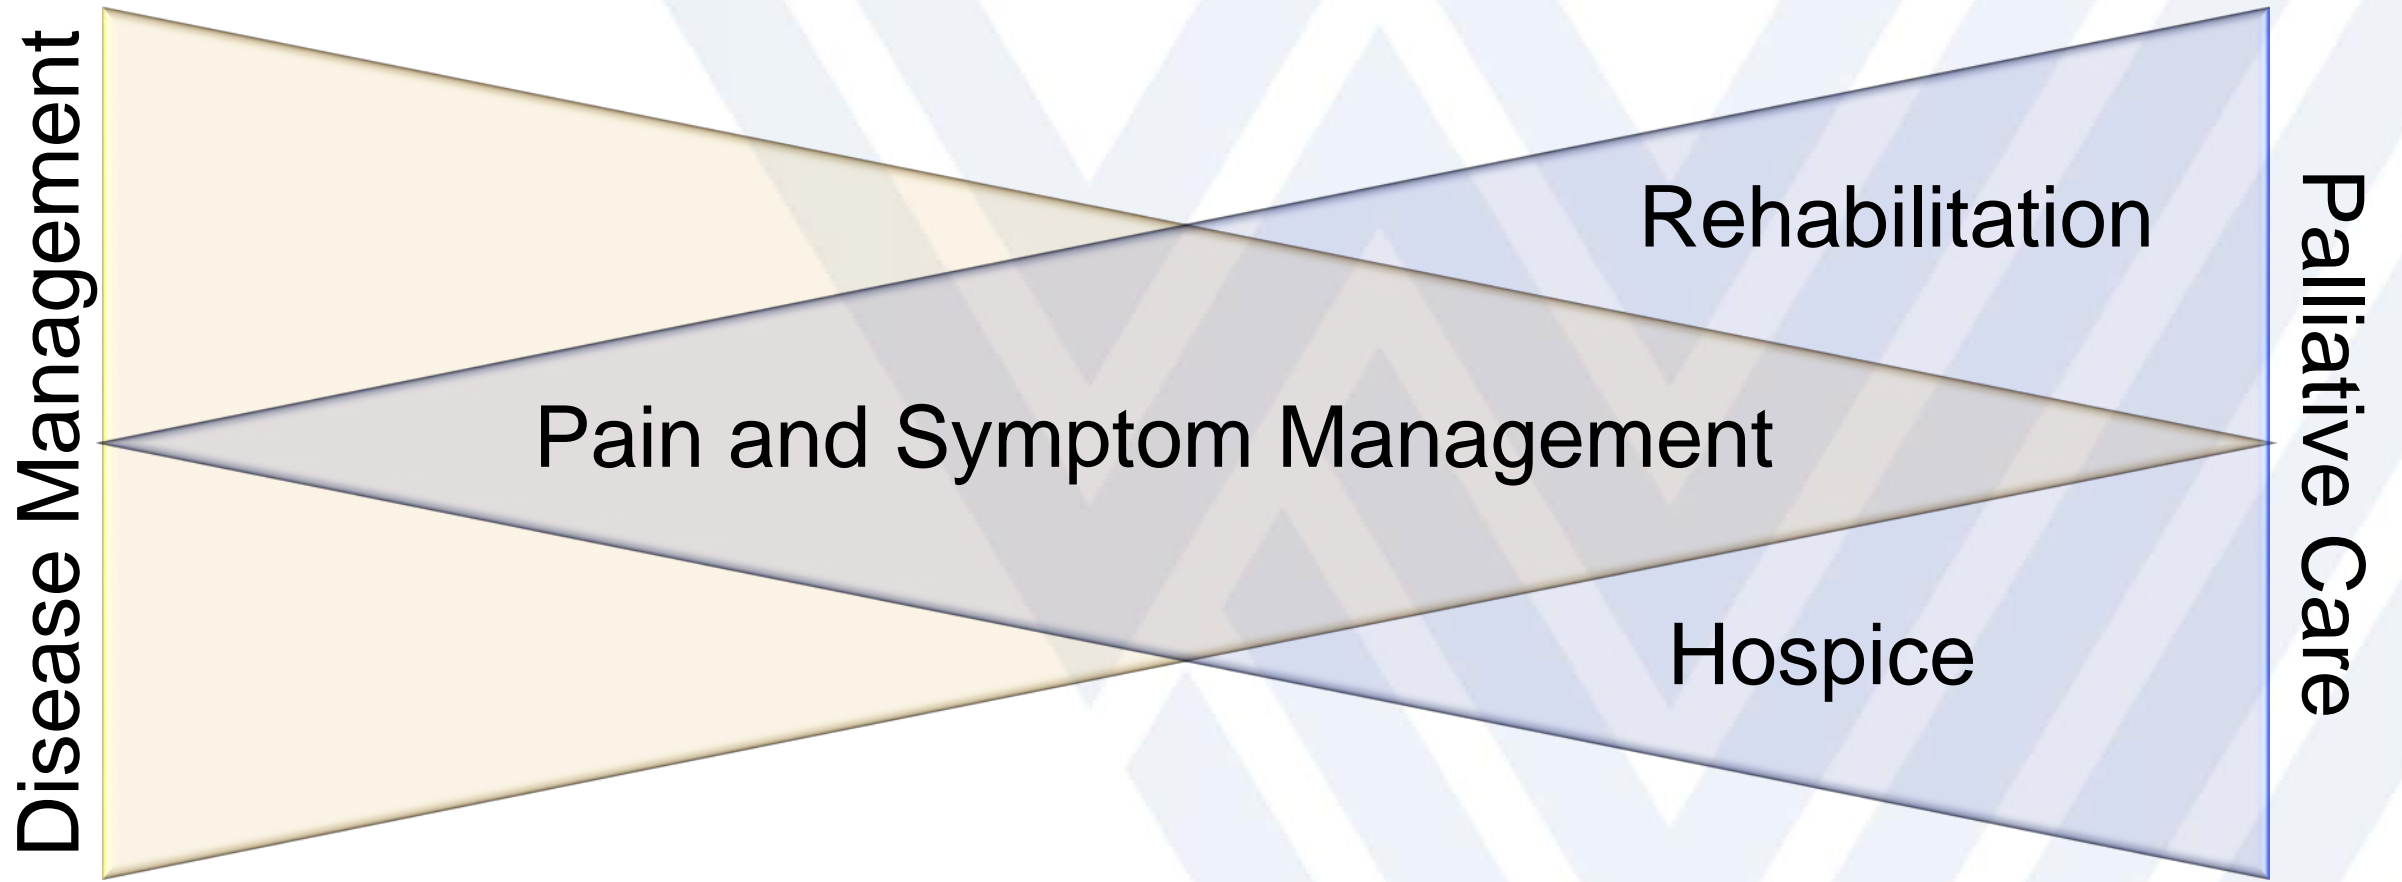 Disease Management
Rehabilitation
Pain and Symptom Management
Hospice
Palliative Care